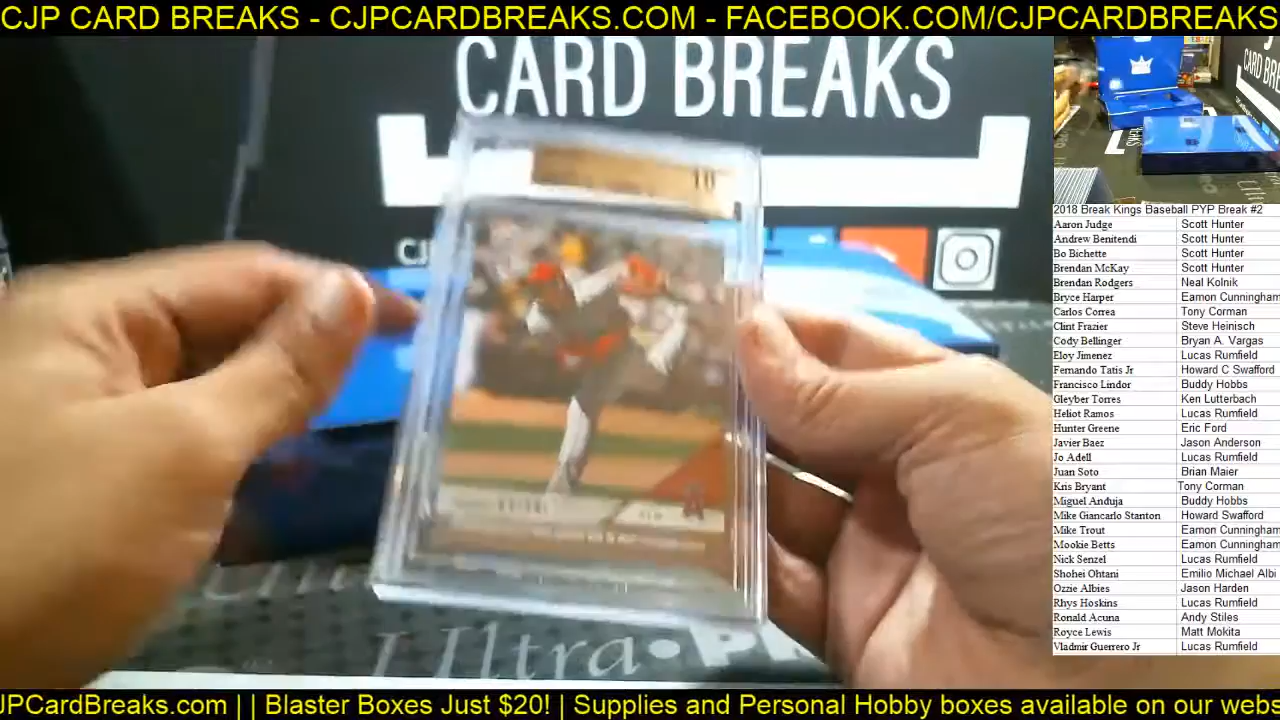 CJP CARD BREAKS - CJPCARDBREAKS.COM - FACEBOOK.COM/CJPCARDBREAKS
CARD BREAKS
10
2018 Break Kings Baseball PYP Break #2
Aaron Judge Scott Hunter
Andrew Benitendi Scott Hunter
Bo Bichette Scott Hunter
Brendan McKay Scott Hunter
Brendan Rodgers Neal Kolnik
Bryce Harper Eamon Cunningham
Carlos Correa Tony Corman
Clint Frazier Steve Heinisch
Cody Bellinger Bryan A. Vargas
Eloy Jimenez Lucas Rumfield
Fernando Tatis Jr Howard C Swafford
Francisco Lindor Buddy Hobbs
Gleyber Torres Ken Lutterbach
Heliot Ramos Lucas Rumfield
Hunter Greene Eric Ford
Javier Baez Jason Anderson
Jo Adell Lucas Rumfield
Juan Soto Brian Maier
Kris Bryant Tony Corman
Miguel Anduja Buddy Hobbs
Mike Giancarlo Stanton Howard Swafford
Mike Trout Eamon Cunningham
Mookie Betts Eamon Cunningham
Nick Senzel Lucas Rumfield
Shohei Ohtani Emilio Michael Albi
Ozzie Albies Jason Harden
Rhys Hoskins Lucas Rumfield
Ronald Acuna Andy Stiles
Royce Lewis Matt Mokita
Vladmir Guerrero Jr Lucas Rumfield
Ultra•PR
JPCardBreaks.com | | Blaster Boxes Just $20! | Supplies and Personal Hobby boxes available on our webs